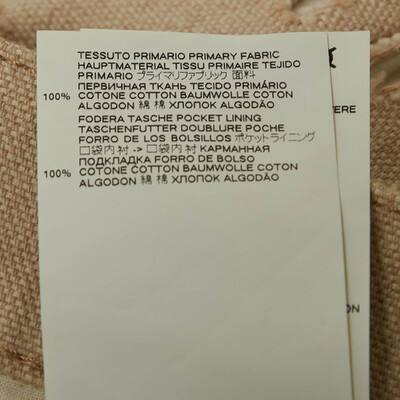 TESSUTO PRIMARIO PRIMARY FABRIC
HAUPTMATERIAL TISSU PRIMAIRE TEJIDO
PRIMARIO プライマリファブリック 面料
ПЕРВИЧНАЯ ТКАНЬ TECIDO PRIMÁRIO
100% COTONE COTTON BAUMWOLLE COTON
ALGODON 綿 棉 ХЛОПОК ALGODÃO
FODERA TASCHE POCKET LINING
TASCHENFUTTER DOUBLURE POCHE
FORRO DE LOS BOLSILLOS ポケットライニング
口袋内衬 -> 口袋内衬 КАРМАННАЯ
ПОДКЛАДКА FORRO DE BOLSO
100% COTONE COTTON BAUMWOLLE COTON
ALGODON 綿 棉 ХЛОПОК ALGODÃO